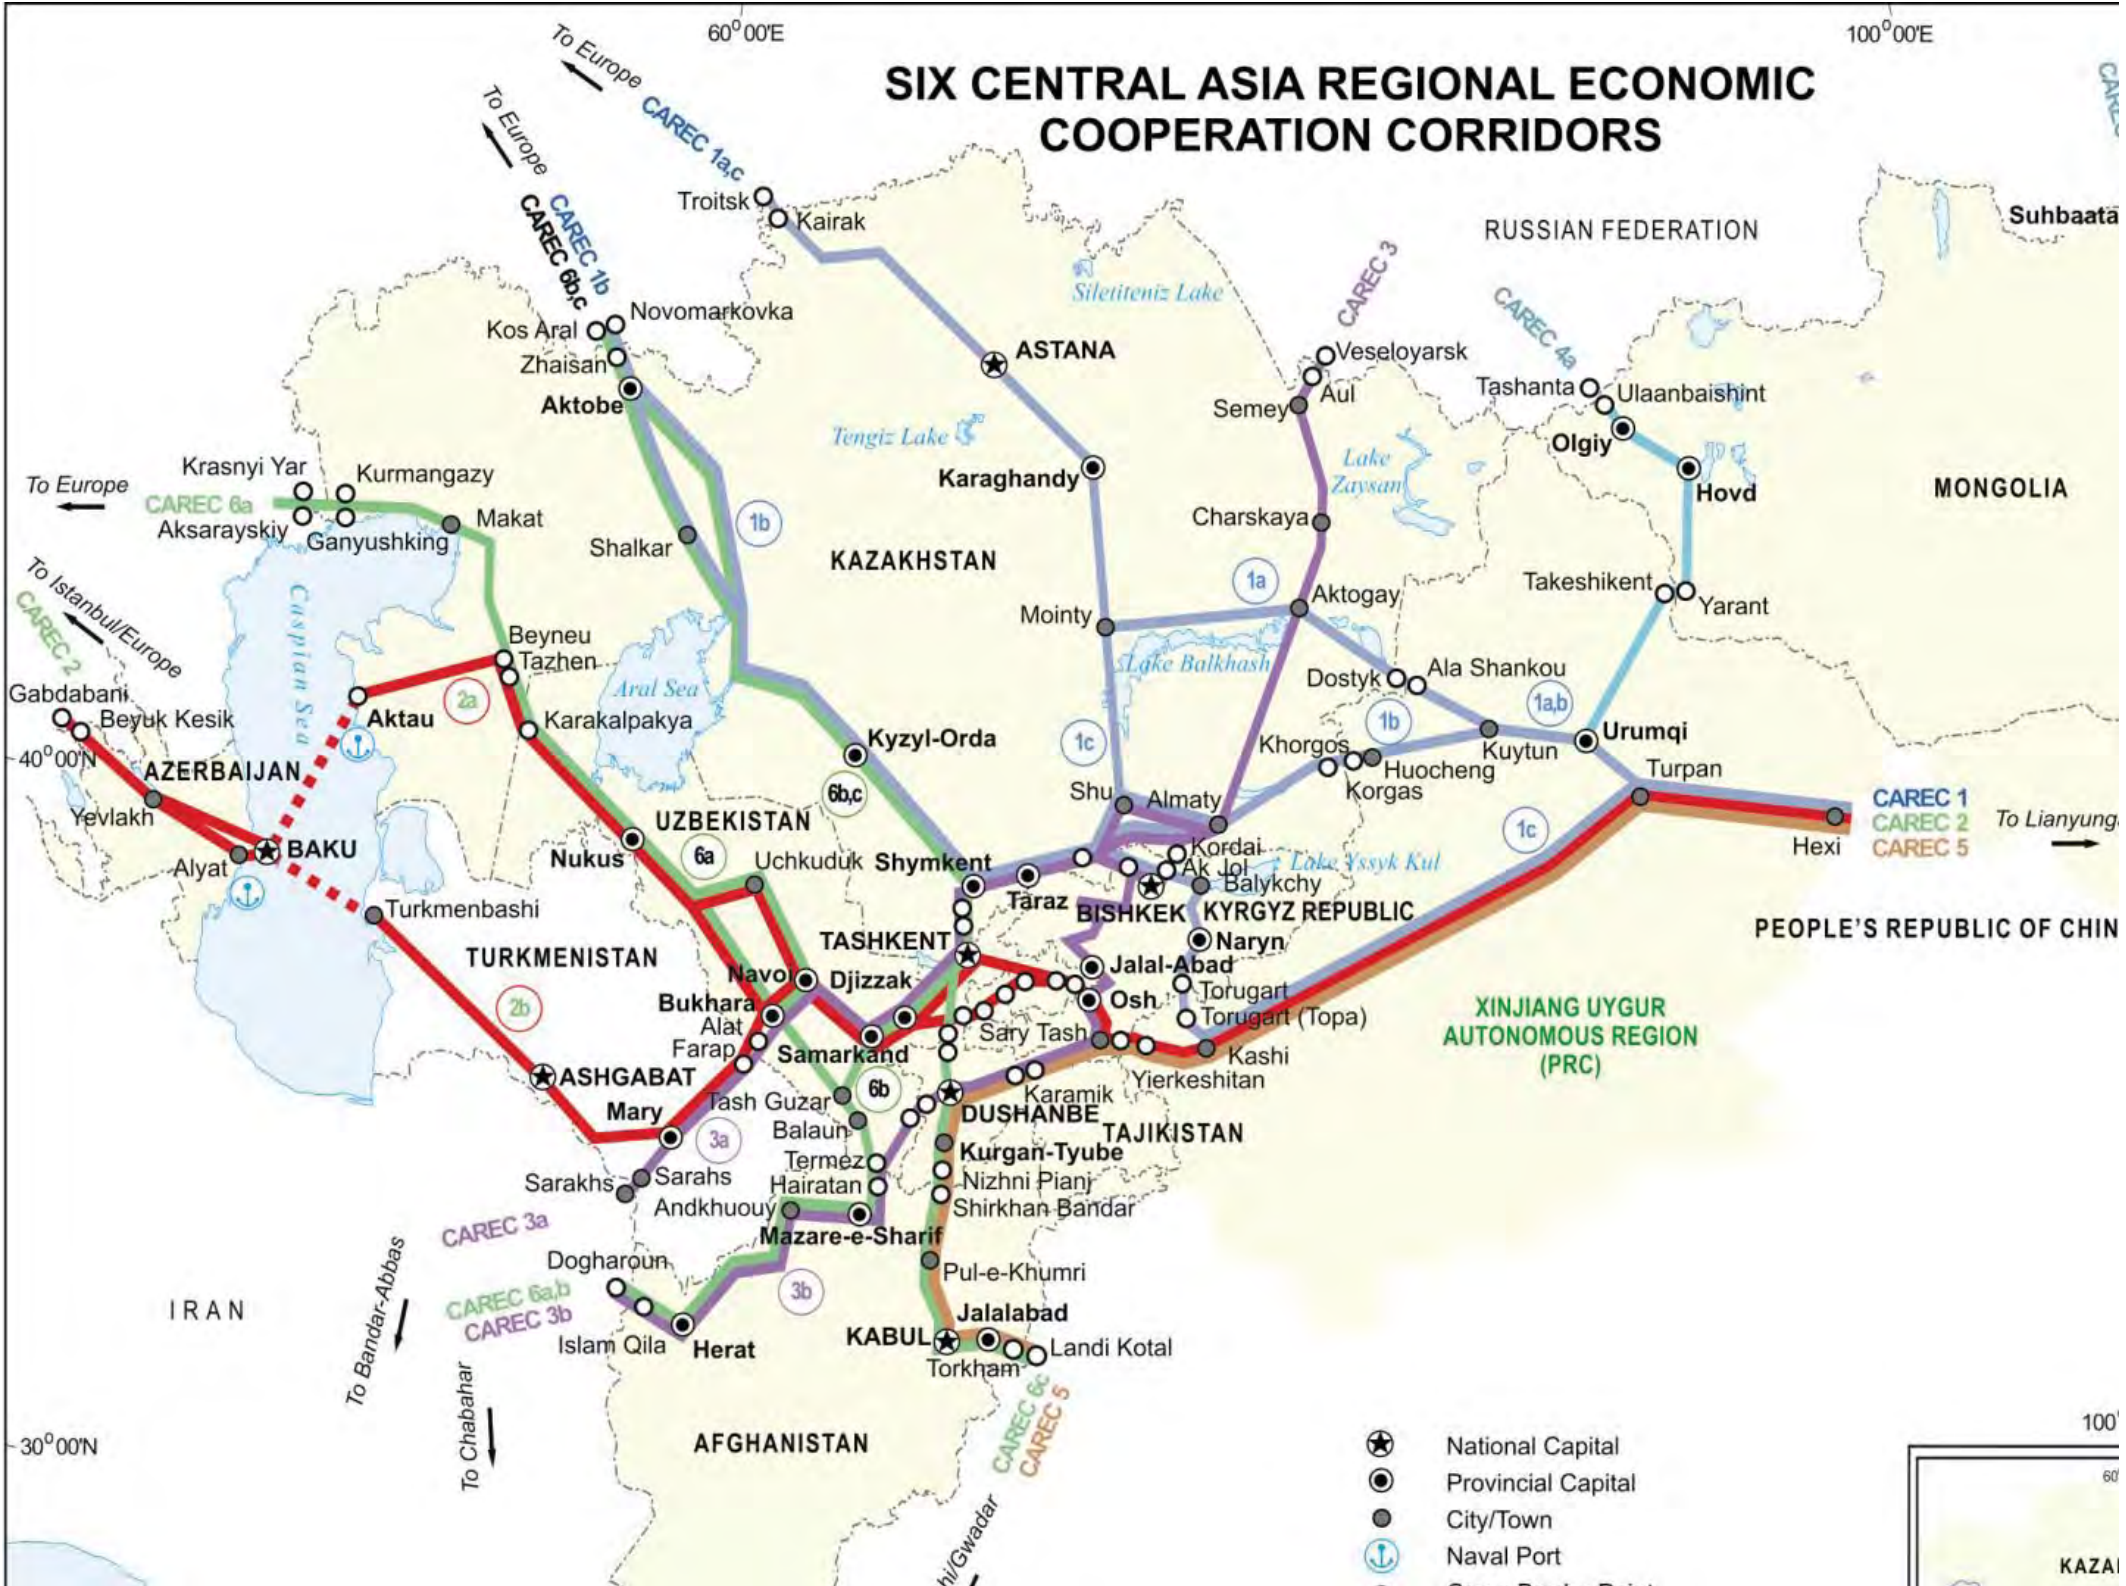 60°00'E
100°00'E
SIX CENTRAL ASIA REGIONAL ECONOMIC
COOPERATION CORRIDORS
To Europe
CAREC 1a,c
To Europe
CAREC 1b
CAREC 6b,c
Troitsk
Kairak
RUSSIAN FEDERATION
Siletiteniz Lake
CAREC 3
CAREC 4a
Novomarkovka
Kos Aral
Zhaisan
Aktobe
ASTANA
Veseloyarsk
Aul
Semey
Tashanta
Ulaanbaishint
Olgiy
Hovd
MONGOLIA
Tengiz Lake
Lake
Zaysan
Karaghandy
Krasnyi Yar
Kurmangazy
To Europe
CAREC 6a
Aksarayskiy
Ganyushking
Makat
Shalkar
1b
KAZAKHSTAN
Charskaya
1a
Mointy
Aktogay
Takeshikent
Yarant
To Istanbul/Europe
CAREC 2
Caspian Sea
Beyneu
Tazhen
Aral Sea
Lake Balkhash
Dostyk
Ala Shankou
1a,b
1b
Gabdabani
Beyuk Kesik
Aktau
2a
Karakalpakya
Kyzyl-Orda
1c
Khorgos
Huocheng
Korgas
Kuytun
Urumqi
Turpan
40°00'N
AZERBAIJAN
Yevlakh
6b,c
Shu
Almaty
CAREC 1
CAREC 2
CAREC 5
Hexi
1c
UZBEKISTAN
Nukus
6a
Uchkuduk
Shymkent
Kordai
Ak Jol
Lake Yssyk Kul
Balykchy
BAKU
Alyat
Turkmenbashi
Taraz
BISHKEK
KYRGYZ REPUBLIC
PEOPLE'S REPUBLIC OF
TASHKENT
Naryn
TURKMENISTAN
Navoi
Djizzak
Jalal-Abad
Osh
Torugart
Torugart (Topa)
2b
Bukhara
Alat
Farap
Samarkand
Sary Tash
Kashi
XINJIANG UYGUR
AUTONOMOUS REGION
(PRC)
ASHGABAT
Mary
Tash Guzar
6b
Karamik
Yierkeshitan
Balaun
DUSHANBE
TAJIKISTAN
3a
Termez
Kurgan-Tyube
Sarahs
Sarakhs
Hairatan
Nizhni Pianj
Andkhuouy
Shirkhan Bandar
Mazare-e-Sharif
CAREC 3a
Dogharoun
Pul-e-Khumri
3b
IRAN
CAREC 6a,b
CAREC 3b
Islam Qila
Herat
KABUL
Jalalabad
Torkham
Landi Kotal
To Bandar-Abbas
To Chabahar
CAREC 6c
CAREC 5
AFGHANISTAN
30°00'N
National Capital
Provincial Capital
City/Town
Naval Port